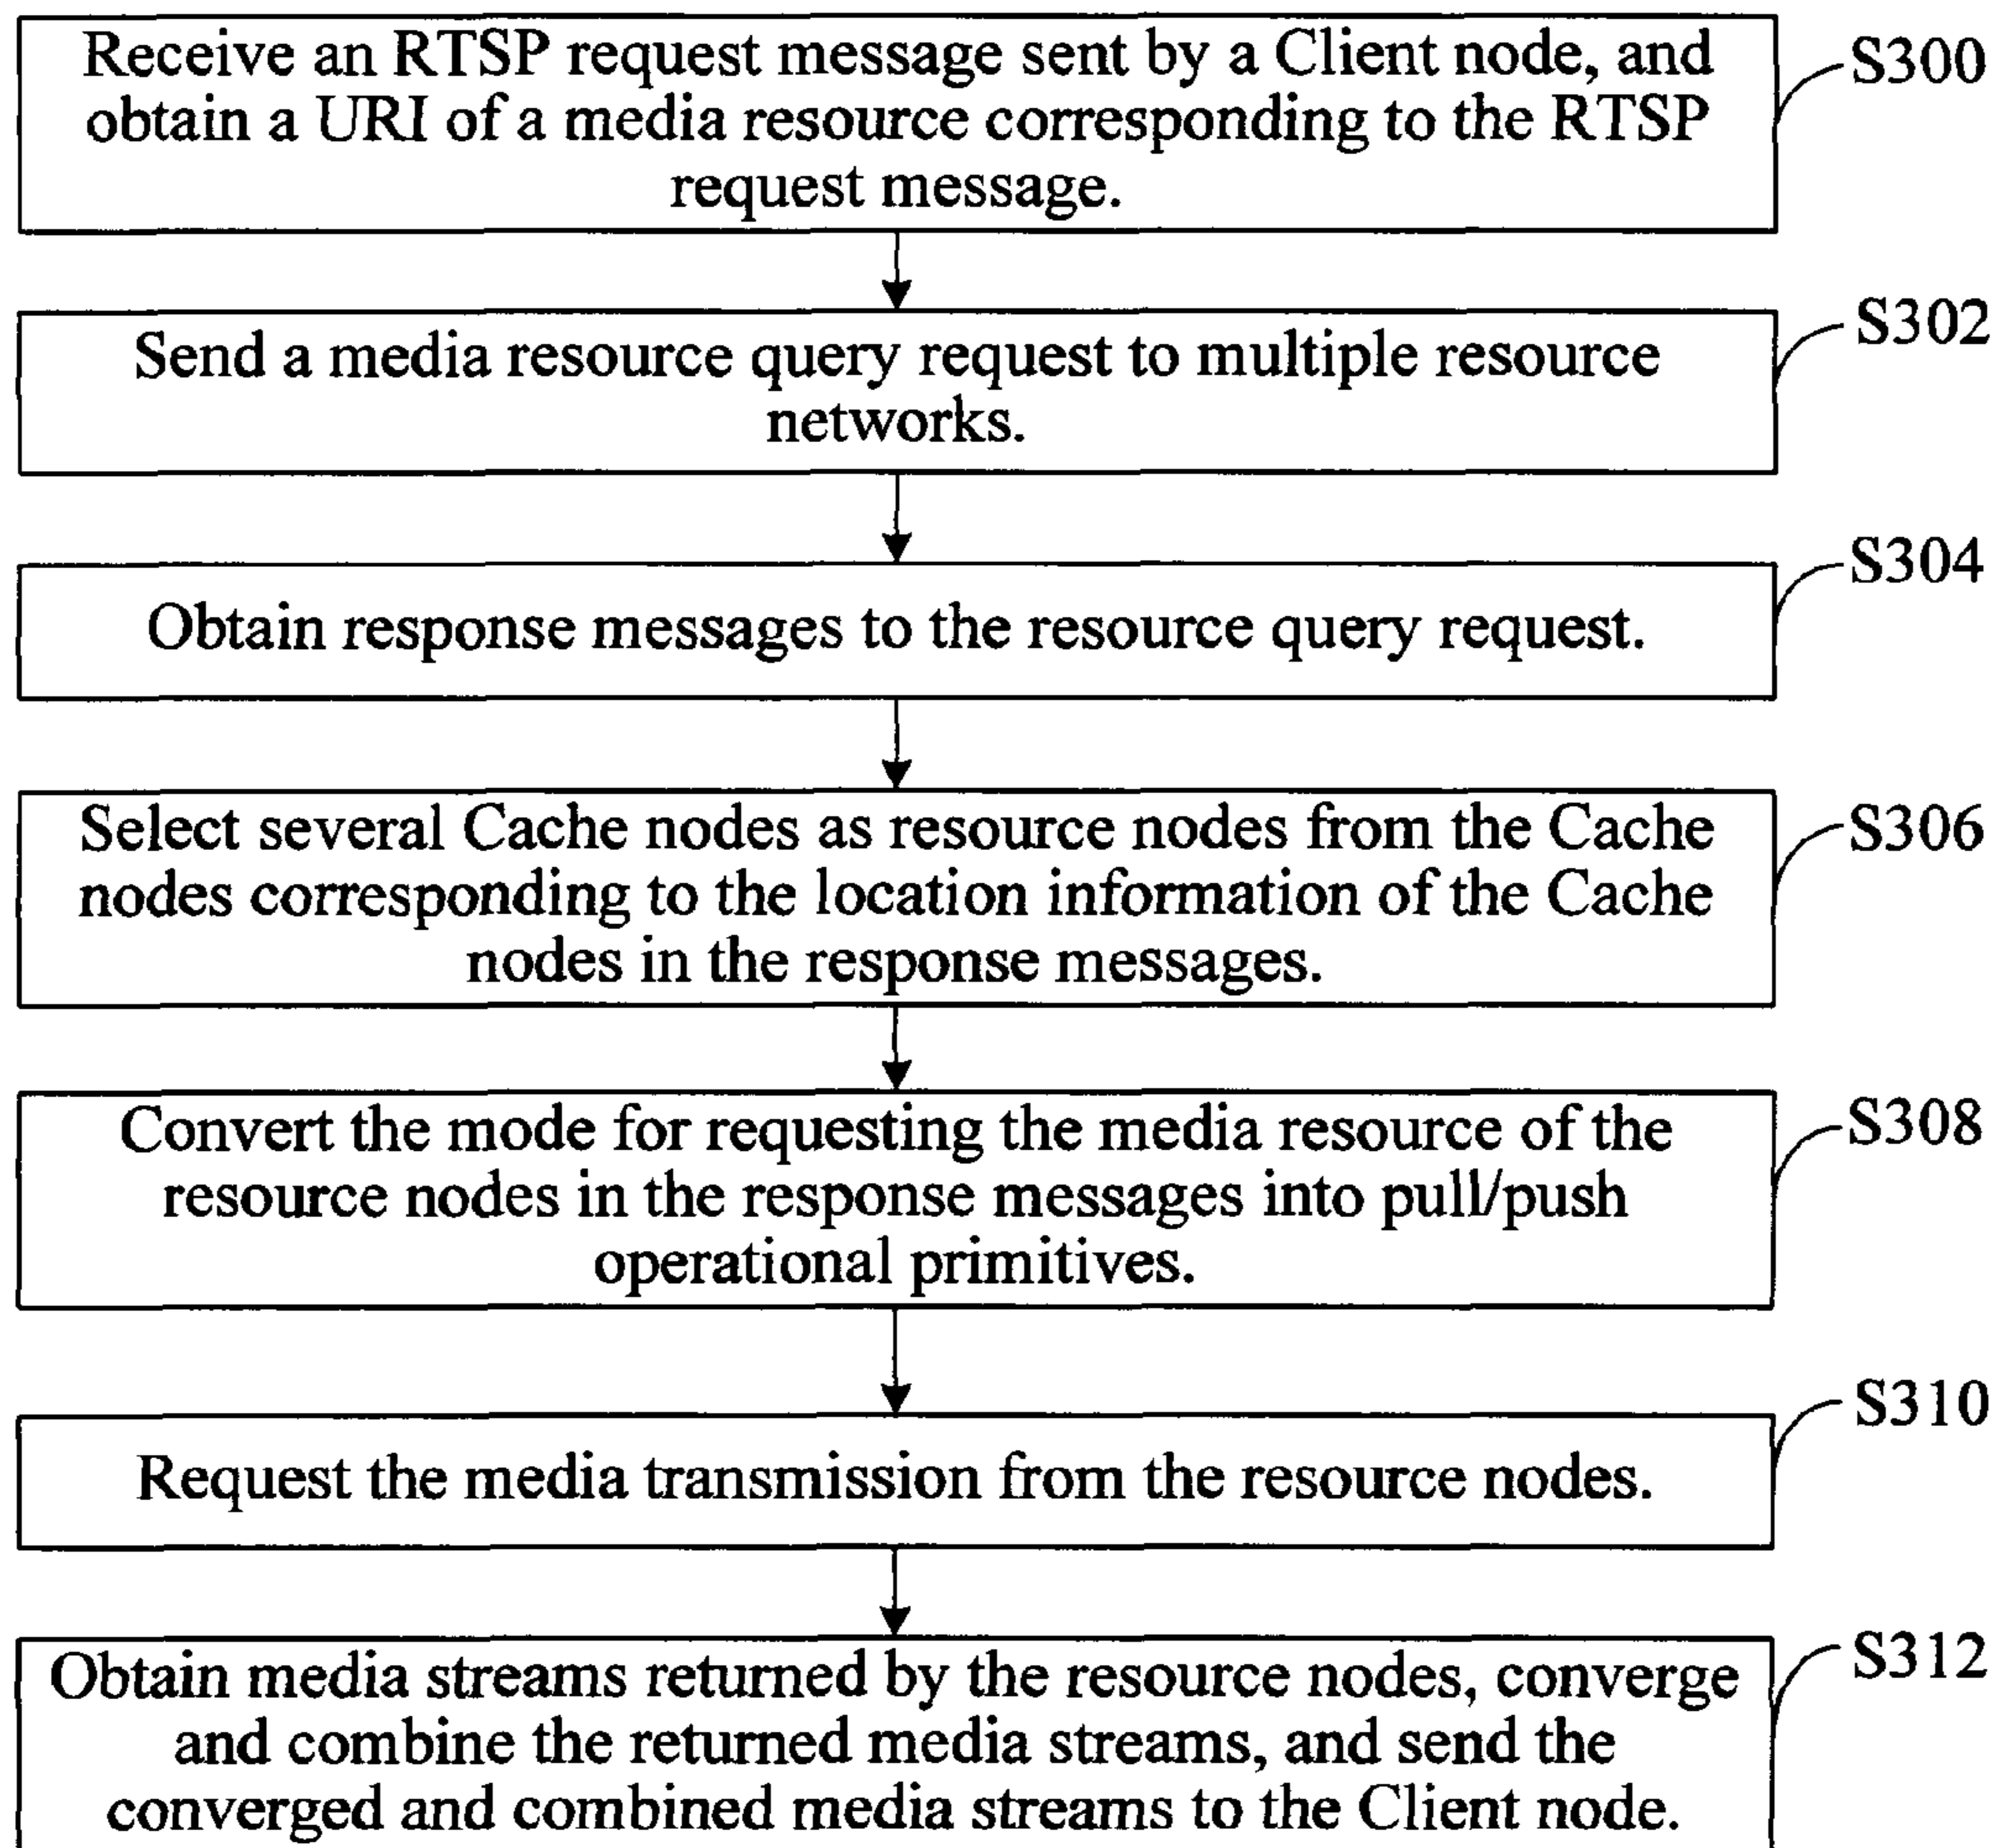 Receive an RTSP request message sent by a Client node, and
obtain a URI of a media resource corresponding to the RTSP
request message.
S300
Send a media resource query request to multiple resource
networks.
S302
Obtain response messages to the resource query request.
S304
Select several Cache nodes as resource nodes from the Cache
nodes corresponding to the location information of the Cache
nodes in the response messages.
S306
Convert the mode for requesting the media resource of the
resource nodes in the response messages into pull/push
operational primitives.
S308
Request the media transmission from the resource nodes.
S310
Obtain media streams returned by the resource nodes, converge
and combine the returned media streams, and send the
converged and combined media streams to the Client node.
S312